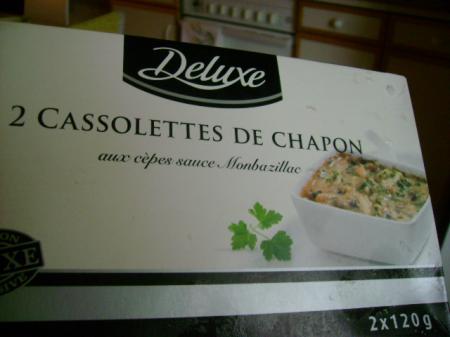 Deluxe
2 CASSOLETTES DE CHAPON
aux cèpes sauce Monbazillac
2x120g